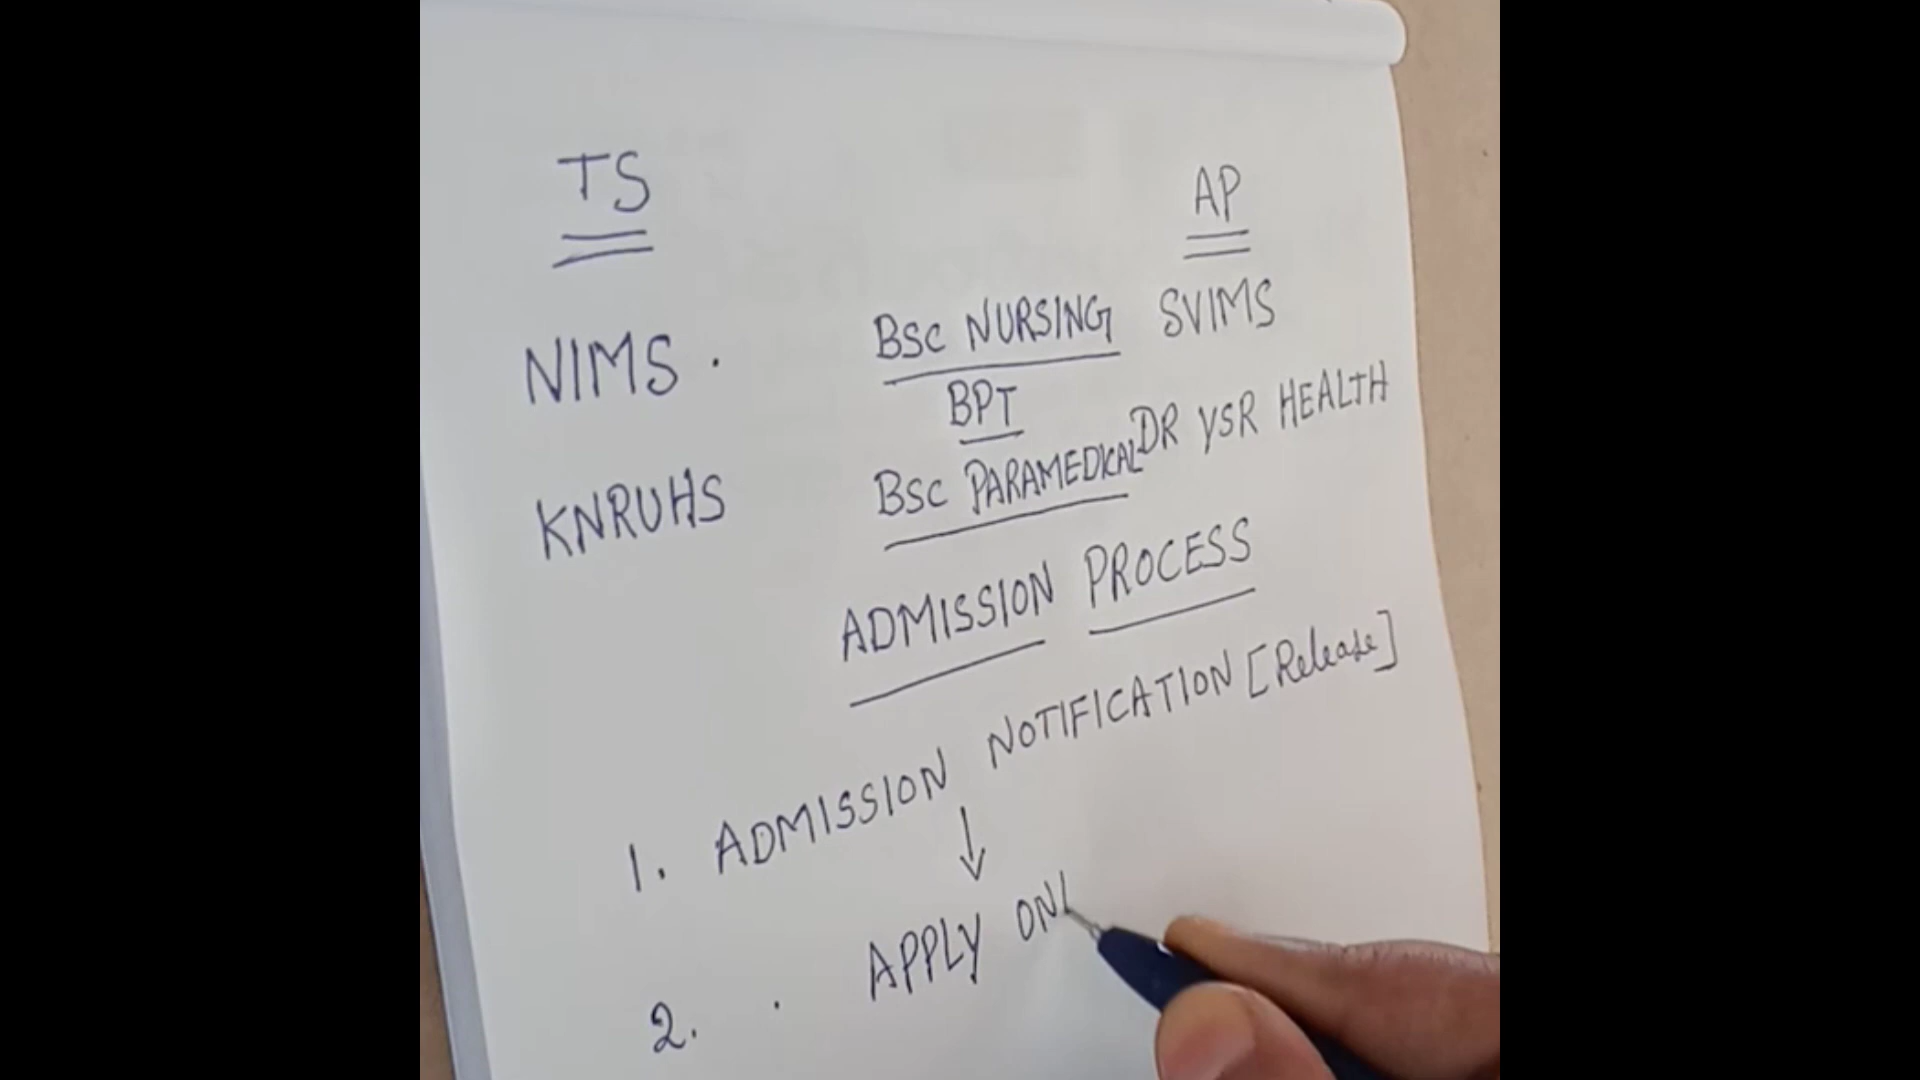 TS
AP
NIMS .
BSC NURSING
SVIMS
BPT
DR YSR HEALTH
KNRUHS
BSC PARAMEDICAL
ADMISSION PROCESS
1. ADMISSION NOTIFICATION [Release]
↓
2. . APPLY ONL